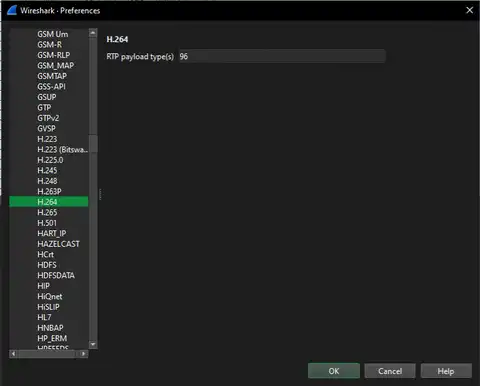 Wireshark · Preferences
GSM Um
GSM-R
GSM-RLP
GSM_MAP
GSMTAP
GSS-API
GSUP
GTP
GTPv2
GVSP
H.223
H.223 (Bitswa...
H.225.0
H.245
H.248
H.263P
H.264
H.265
H.501
HART_IP
HAZELCAST
HCrt
HDFS
HDFSDATA
HIP
HiQnet
HiSLIP
HL7
HNBAP
HP_ERM
HPFEEDS
H.264
RTP payload type(s) 96
OK Cancel Help